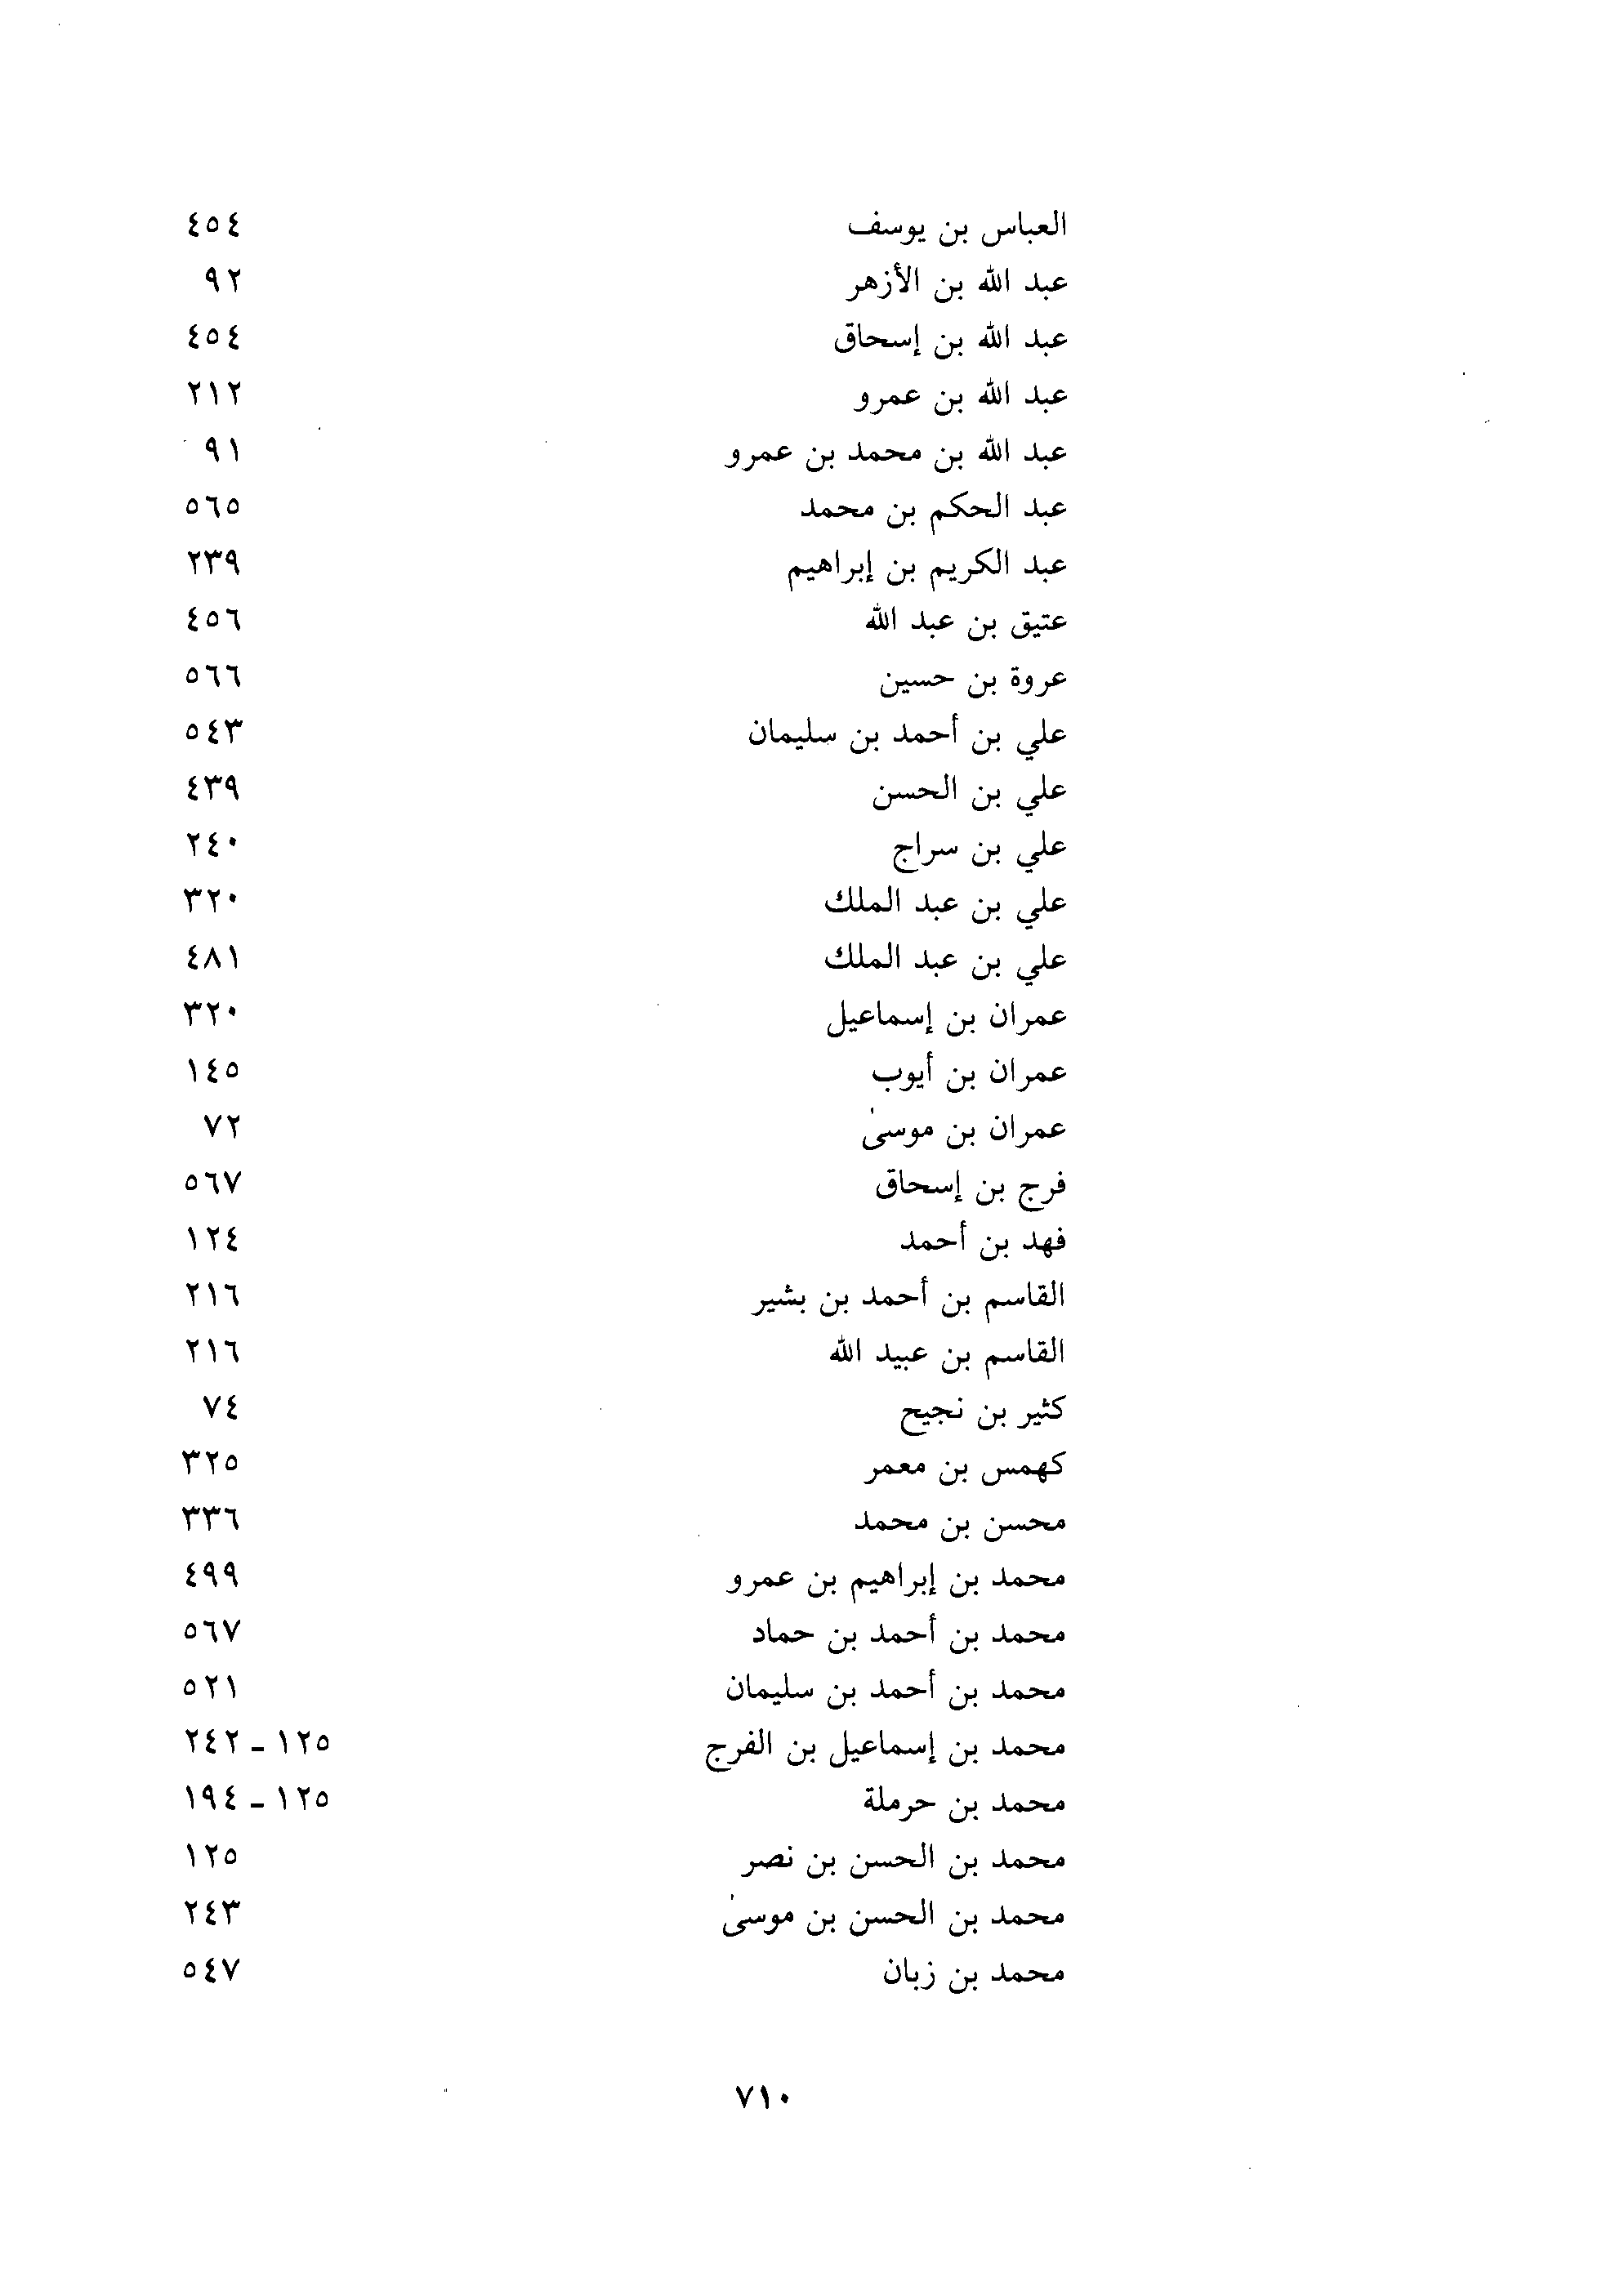 العباس بن يوسف ٤٥٤
عبد الله بن الأزهر ٩٢
عبد الله بن إسحاق ٤٥٤
عبد الله بن عمرو ٢١٢
عبد الله بن محمد بن عمرو ٩١
عبد الحكم بن محمد ٥٦٥
عبد الكريم بن إبراهيم ٢٣٩
عتيق بن عبد الله ٤٥٦
عروة بن حسين ٥٦٦
علي بن أحمد بن سليمان ٥٤٣
علي بن الحسن ٤٣٩
علي بن سراج ٢٤٠
علي بن عبد الملك ٣٢٠
علي بن عبد الملك ٤٨١
عمران بن إسماعيل ٣٢٠
عمران بن أيوب ١٤٥
عمران بن موسىٰ ٧٢
فرج بن إسحاق ٥٦٧
فهد بن أحمد ١٢٤
القاسم بن أحمد بن بشير ٢١٦
القاسم بن عبيد الله ٢١٦
كثير بن نجيح ٧٤
كهمس بن معمر ٣٢٥
محسن بن محمد ٣٣٦
محمد بن إبراهيم بن عمرو ٤٩٩
محمد بن أحمد بن حماد ٥٦٧
محمد بن أحمد بن سليمان ٥٢١
محمد بن إسماعيل بن الفرج ١٢٥ - ٢٤٢
محمد بن حرملة ١٢٥ - ١٩٤
محمد بن الحسن بن نصر ١٢٥
محمد بن الحسن بن موسىٰ ٢٤٣
محمد بن زبان ٥٤٧
٧١٠